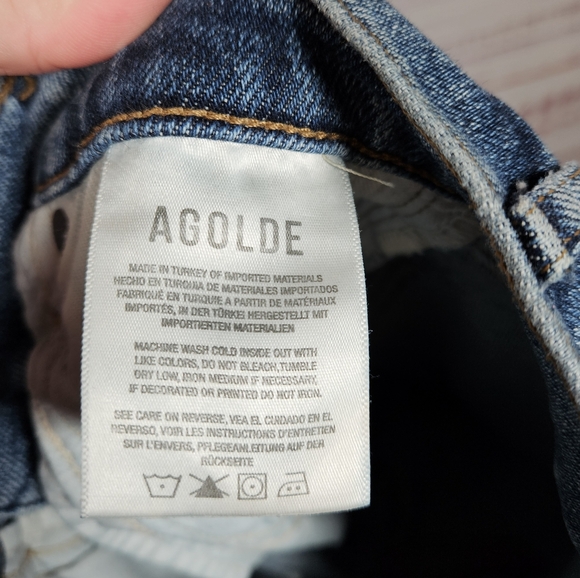 AGOLDE
MADE IN TURKEY OF IMPORTED MATERIALS
HECHO EN TURQUIA DE MATERIALES IMPORTADOS
FABRIQUÉ EN TURQUIE A PARTIR DE MATÉRIAUX
IMPORTÉS, IN DER TÜRKEI HERGESTELLT MIT
IMPORTIERTEN MATERIALIEN
MACHINE WASH COLD INSIDE OUT WITH
LIKE COLORS, DO NOT BLEACH, TUMBLE
DRY LOW, IRON MEDIUM IF NECESSARY,
IF DECORATED OR PRINTED DO NOT IRON.
SEE CARE ON REVERSE, VEA EL CUIDADO EN EL
REVERSO, VOIR LES INSTRUCTIONS D'ENTRETIEN
SUR L'ENVERS, PFLEGEANLEITUNG AUF DER
RÜCKSEITE